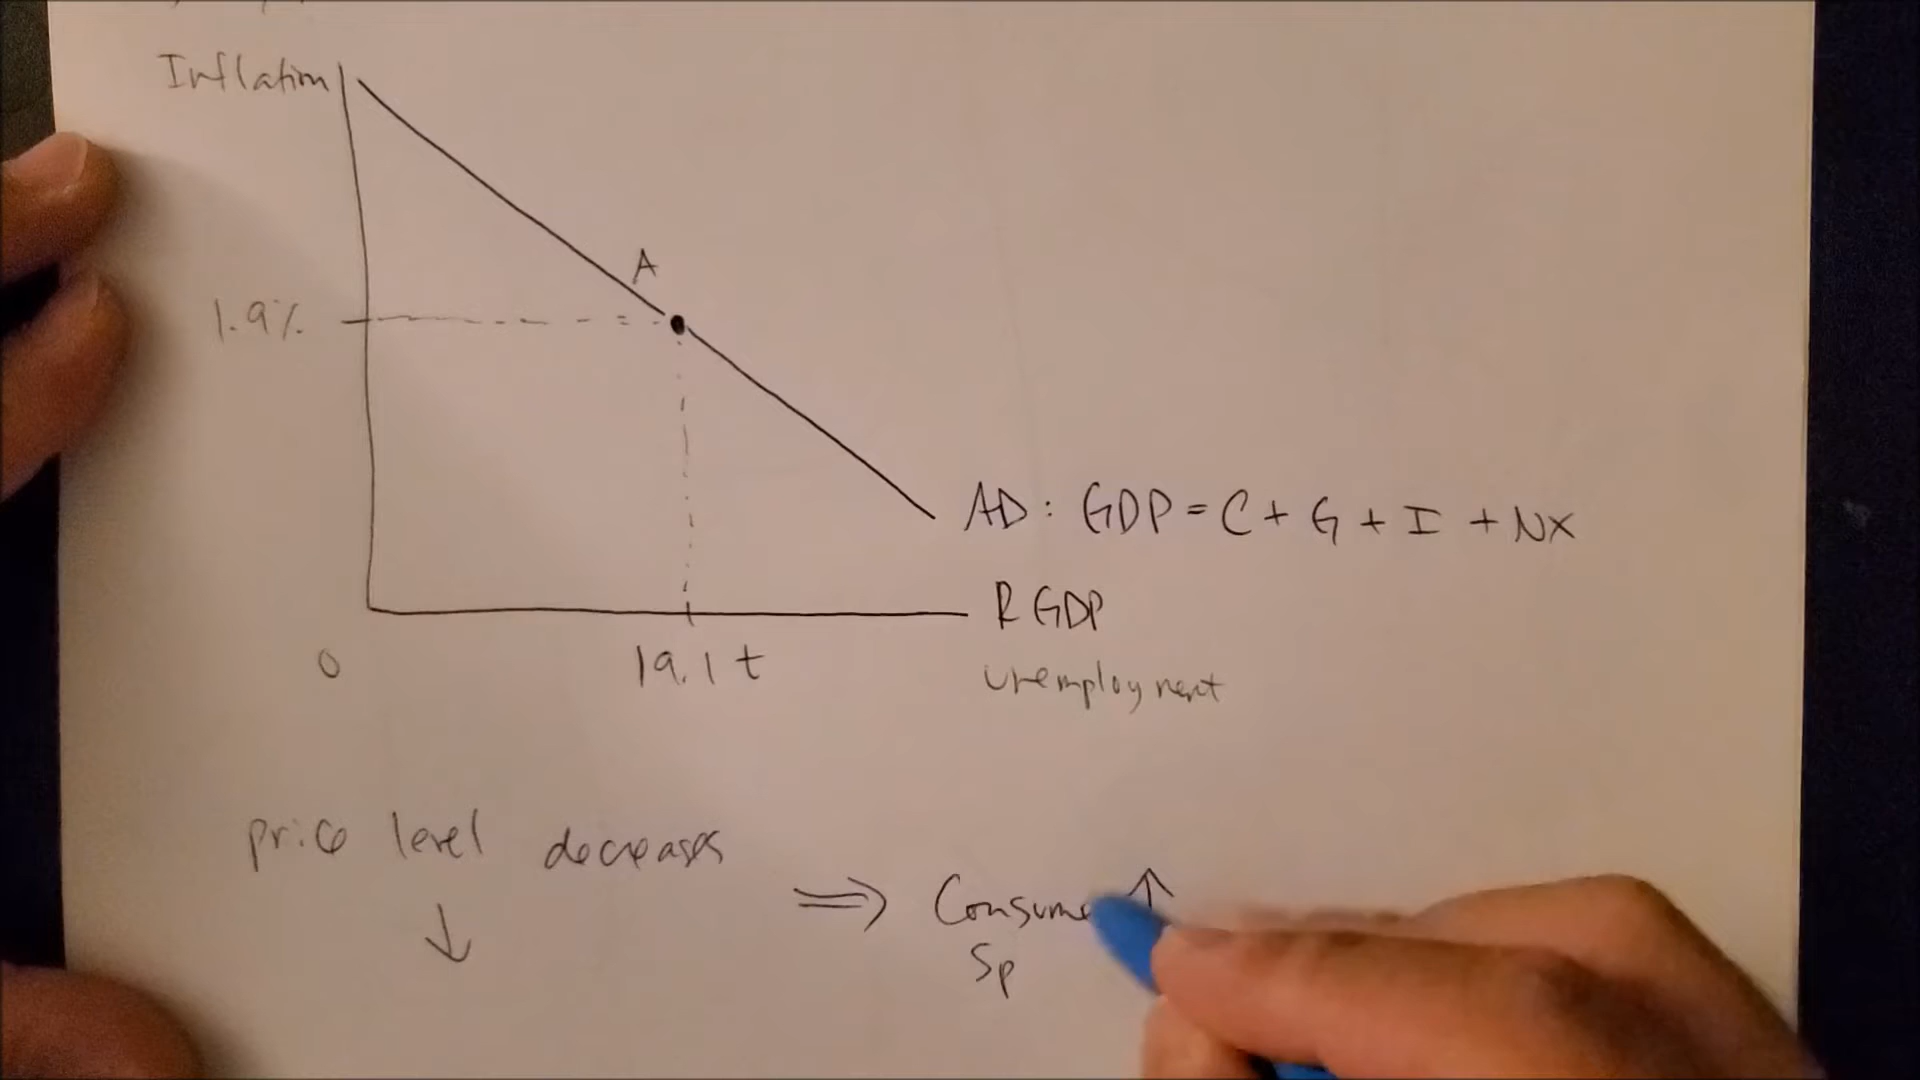 Inflation
A
1.9%
AD: GDP = C + G + I + NX
R GDP
0
19.1 t
unemployment
price level decreases
↓
⇒ Consume ↑
Sp